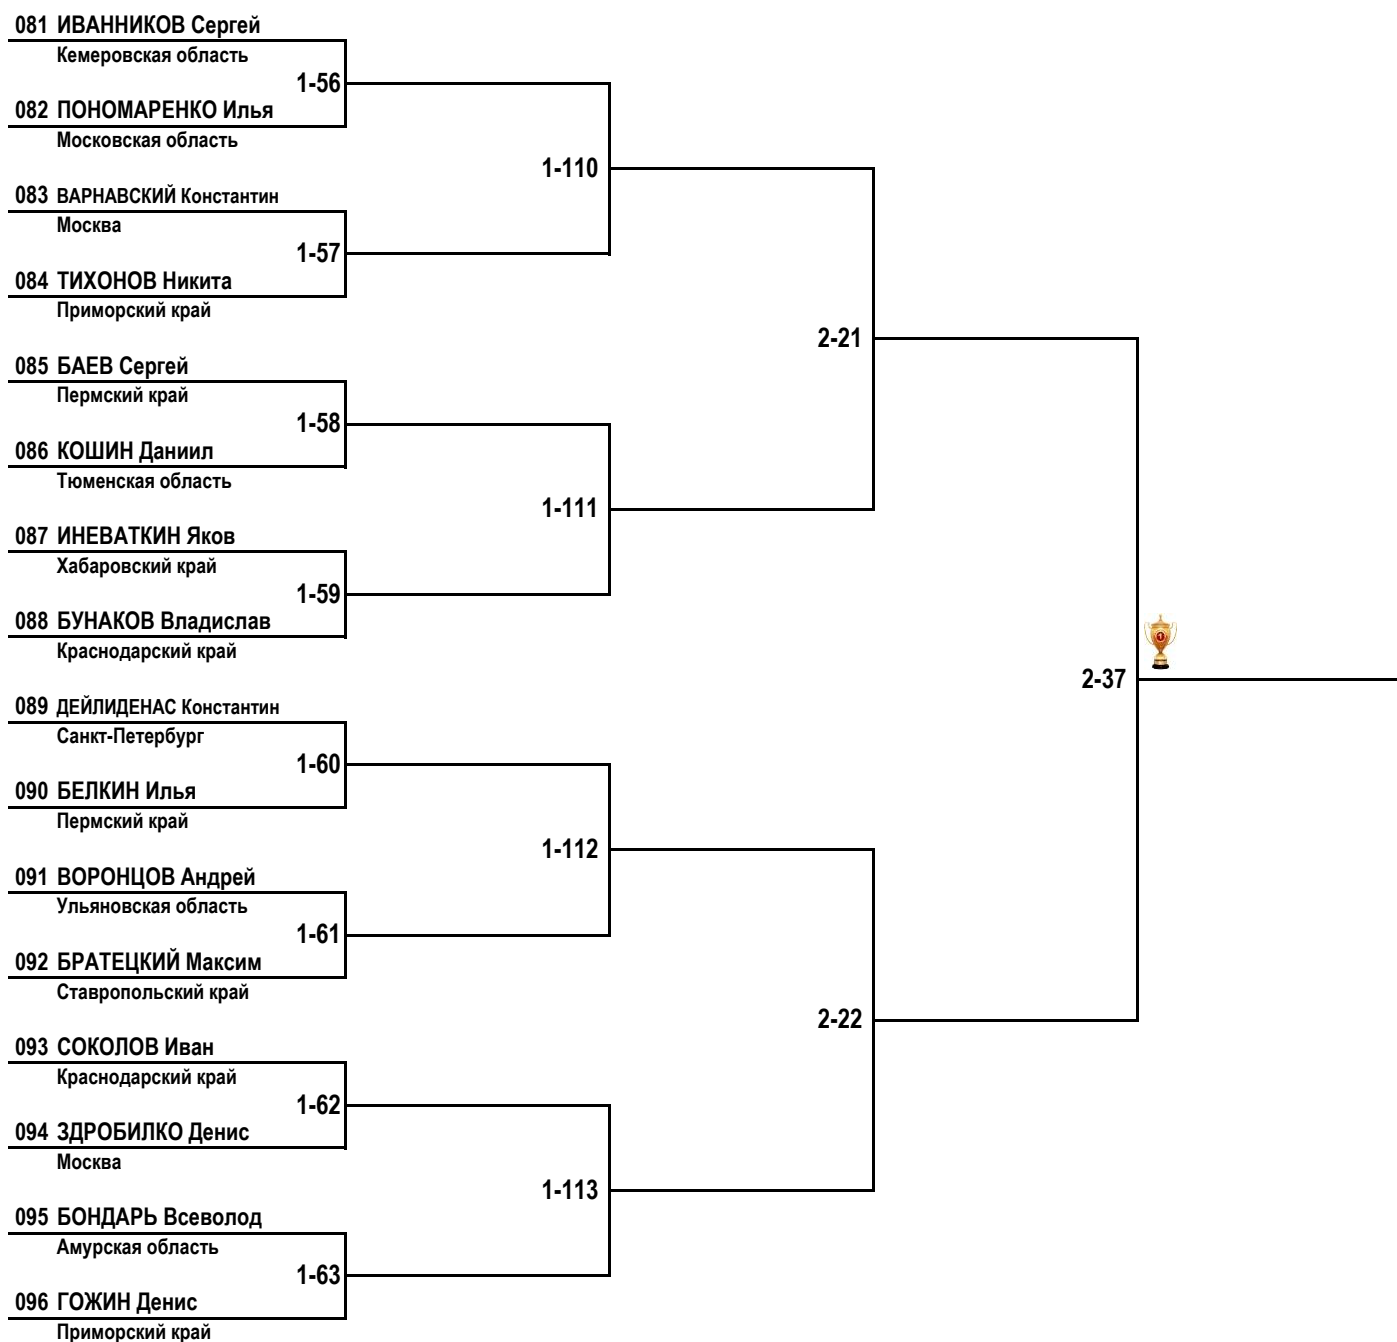 081 ИВАННИКОВ Сергей
Кемеровская область
1-56
082 ПОНОМАРЕНКО Илья
Московская область
1-110
083 ВАРНАВСКИЙ Константин
Москва
1-57
084 ТИХОНОВ Никита
Приморский край
2-21
085 БАЕВ Сергей
Пермский край
1-58
086 КОШИН Даниил
Тюменская область
1-111
087 ИНЕВАТКИН Яков
Хабаровский край
1-59
088 БУНАКОВ Владислав
Краснодарский край
2-37
089 ДЕЙЛИДЕНАС Константин
Санкт-Петербург
1-60
090 БЕЛКИН Илья
Пермский край
1-112
091 ВОРОНЦОВ Андрей
Ульяновская область
1-61
092 БРАТЕЦКИЙ Максим
Ставропольский край
2-22
093 СОКОЛОВ Иван
Краснодарский край
1-62
094 ЗДРОБИЛКО Денис
Москва
1-113
095 БОНДАРЬ Всеволод
Амурская область
1-63
096 ГОЖИН Денис
Приморский край